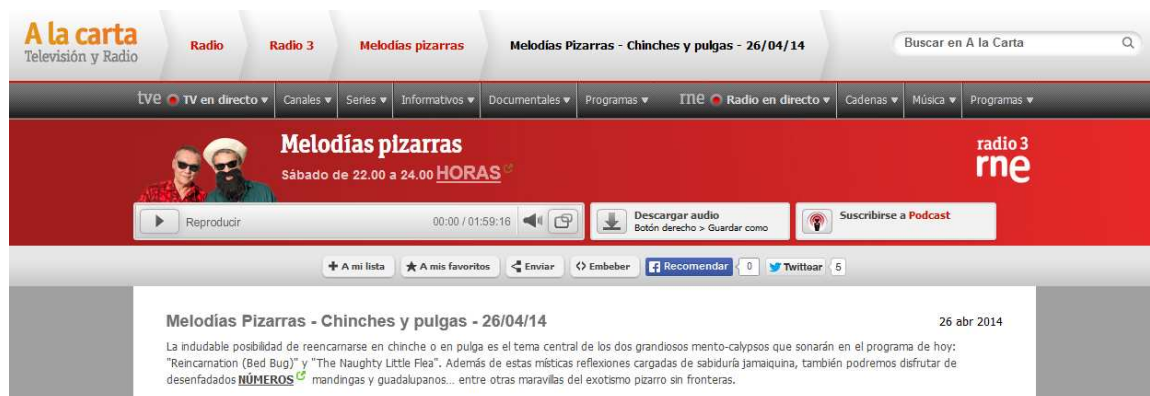 A la carta
Televisión y Radio
Radio
Radio 3
Melodías pizarras
Melodías Pizarras - Chinches y pulgas - 26/04/14
Buscar en A la Carta
tve TV en directo Canales Series Informativos Documentales Programas rne Radio en directo Cadenas Música Programas
Melodías pizarras
Sábado de 22.00 a 24.00 HORAS
radio 3
rne
Reproducir 00:00 / 01:59:16
Descargar audio
Botón derecho > Guardar como
Suscribirse a Podcast
A mi lista A mis favoritos Enviar Embeber Recomendar 0 Twittear 5
Melodías Pizarras - Chinches y pulgas - 26/04/14 26 abr 2014
La indudable posibilidad de reencarnarse en chinche o en pulga es el tema central de los dos grandiosos mento-calypsos que sonarán en el programa de hoy:
"Reincarnation (Bed Bug)" y "The Naughty Little Flea". Además de estas místicas reflexiones cargadas de sabiduría jamaiquina, también podremos disfrutar de
desenfadados NÚMEROS mandingas y guadalupanos... entre otras maravillas del exotismo pizarro sin fronteras.